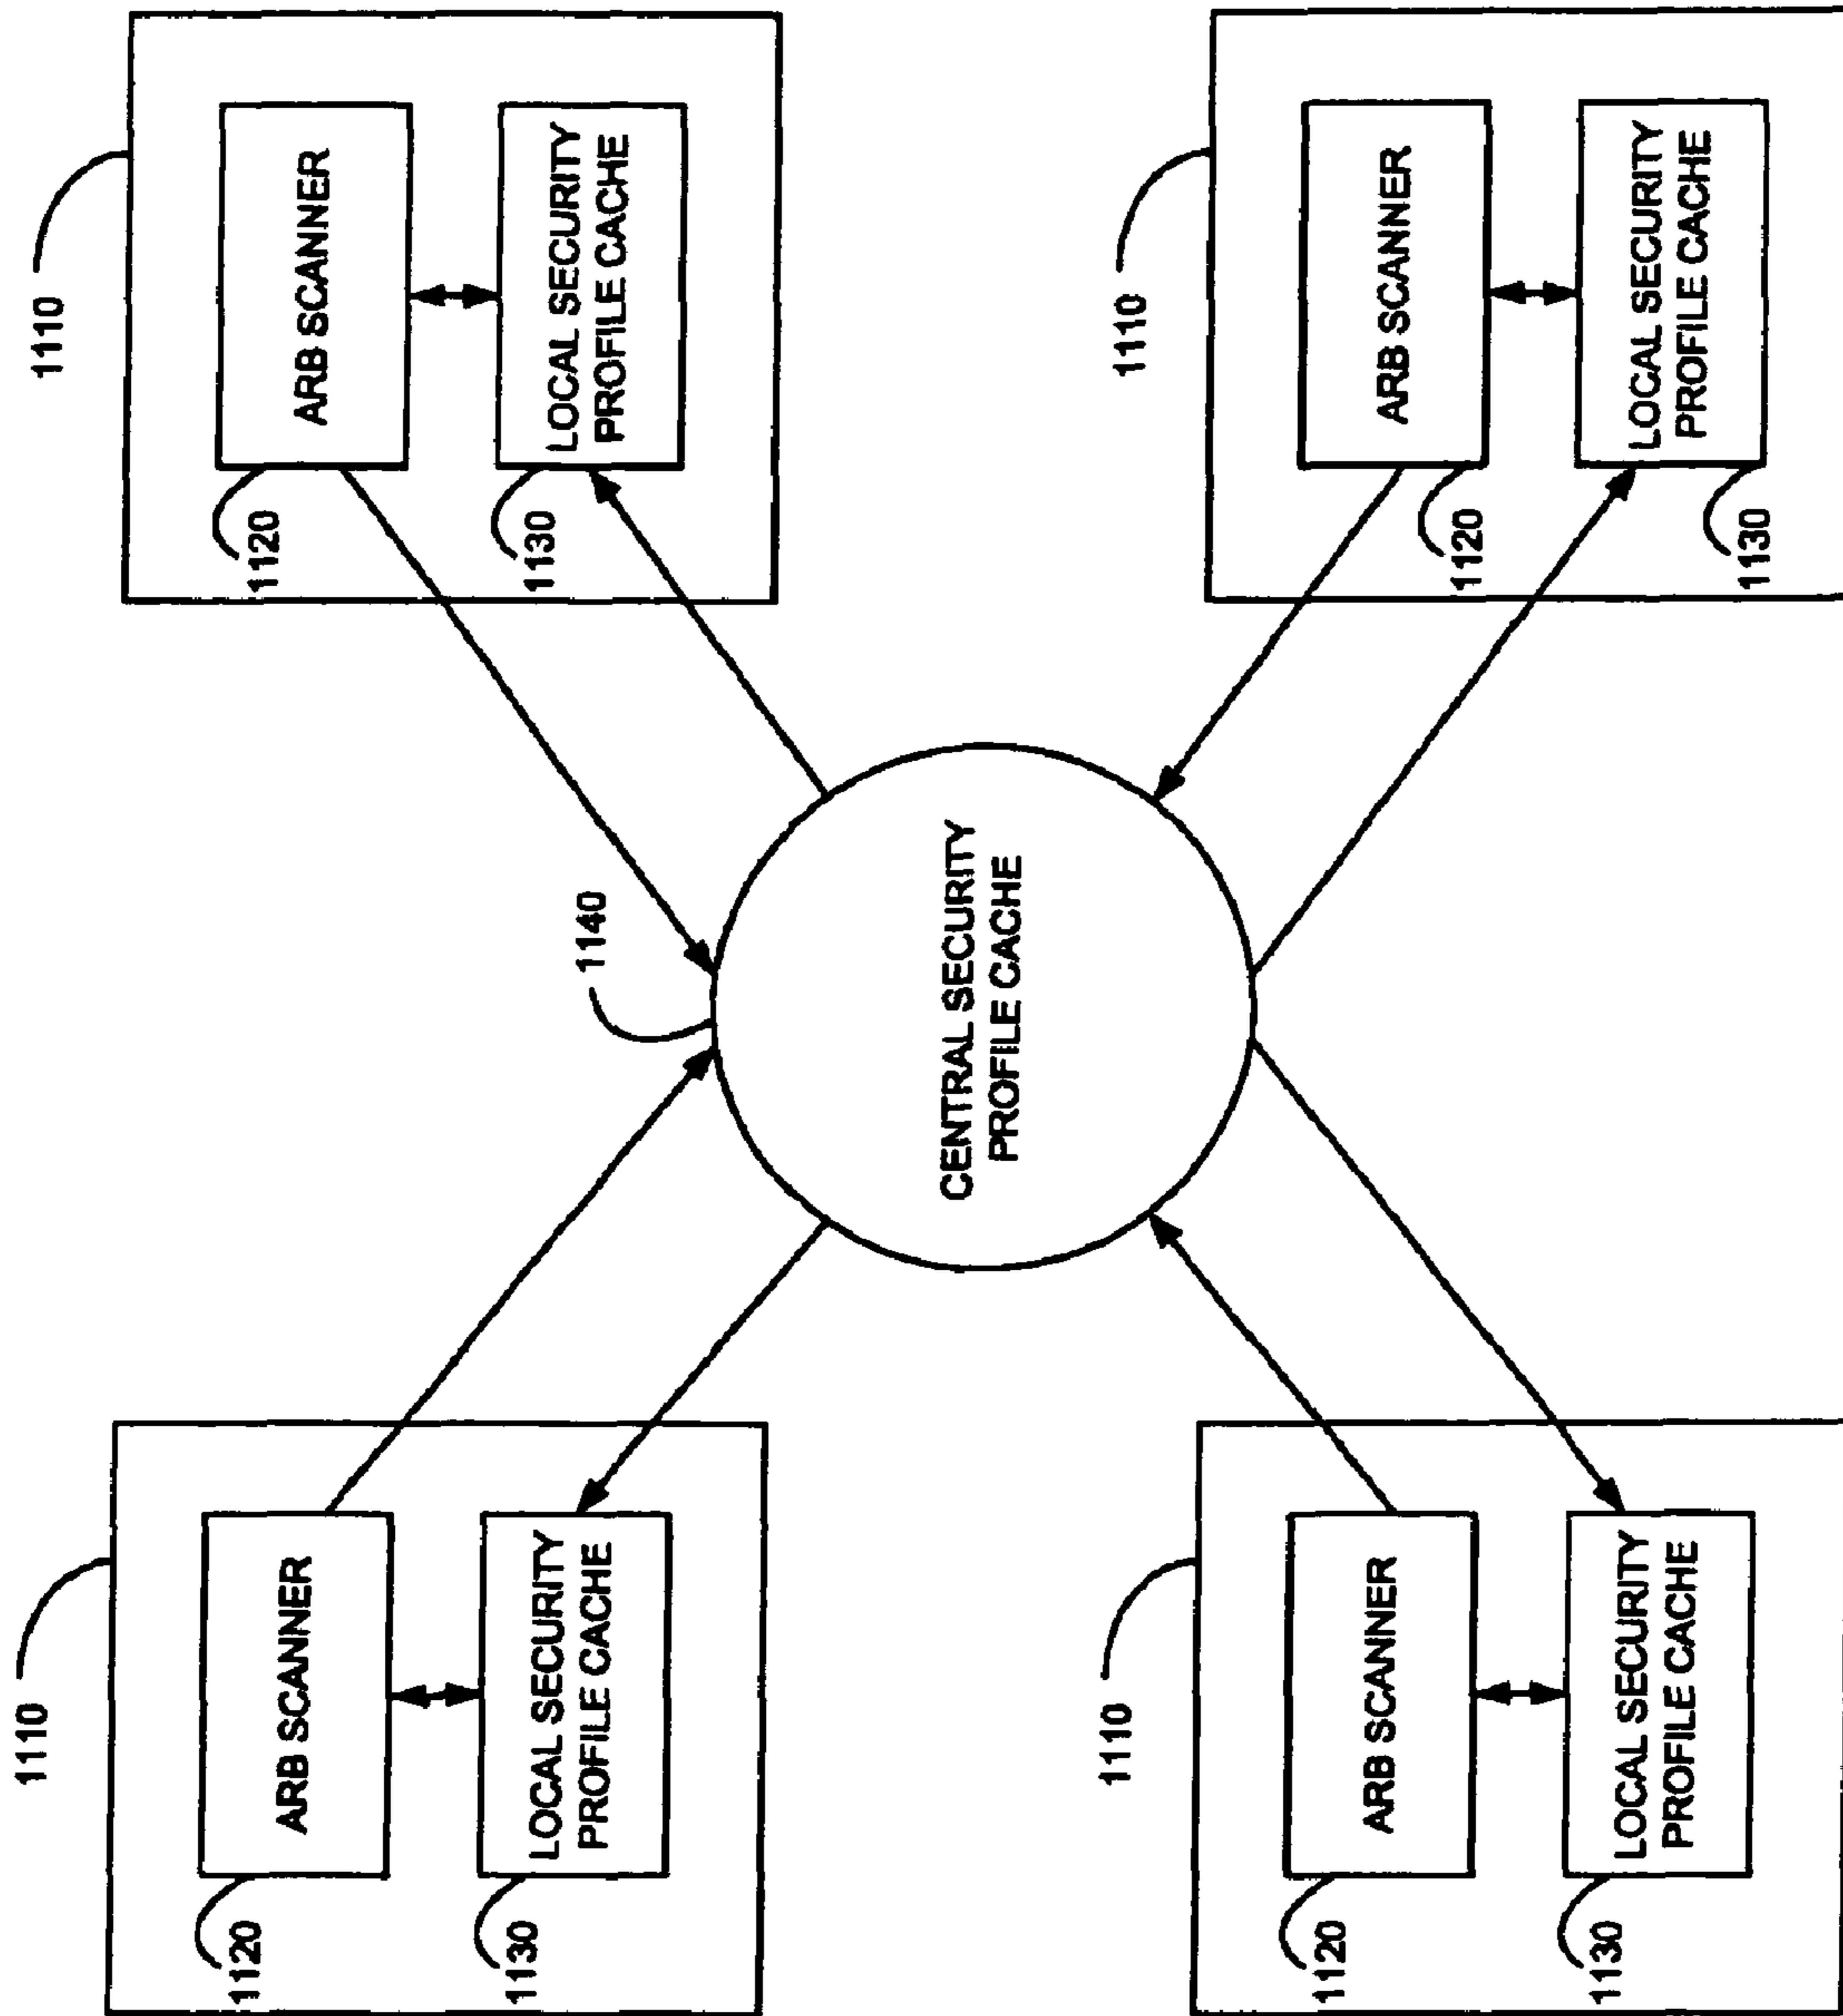 1110
ARB SCANNER
LOCAL SECURITY
PROFILE CACHE
1120
1130
1110
ARB SCANNER
LOCAL SECURITY
PROFILE CACHE
1120
1130
1140
CENTRAL SECURITY
PROFILE CACHE
1110
ARB SCANNER
LOCAL SECURITY
PROFILE CACHE
1120
1130
1110
ARB SCANNER
LOCAL SECURITY
PROFILE CACHE
1120
1130